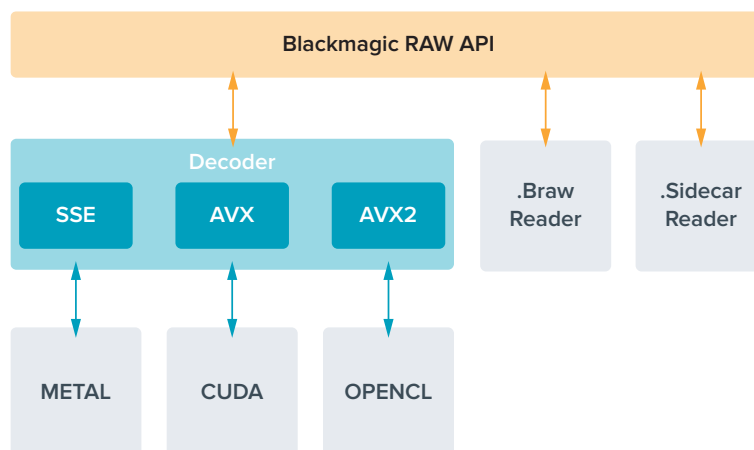 Blackmagic RAW API
Decoder
SSE
AVX
AVX2
.Braw
Reader
.Sidecar
Reader
METAL
CUDA
OPENCL